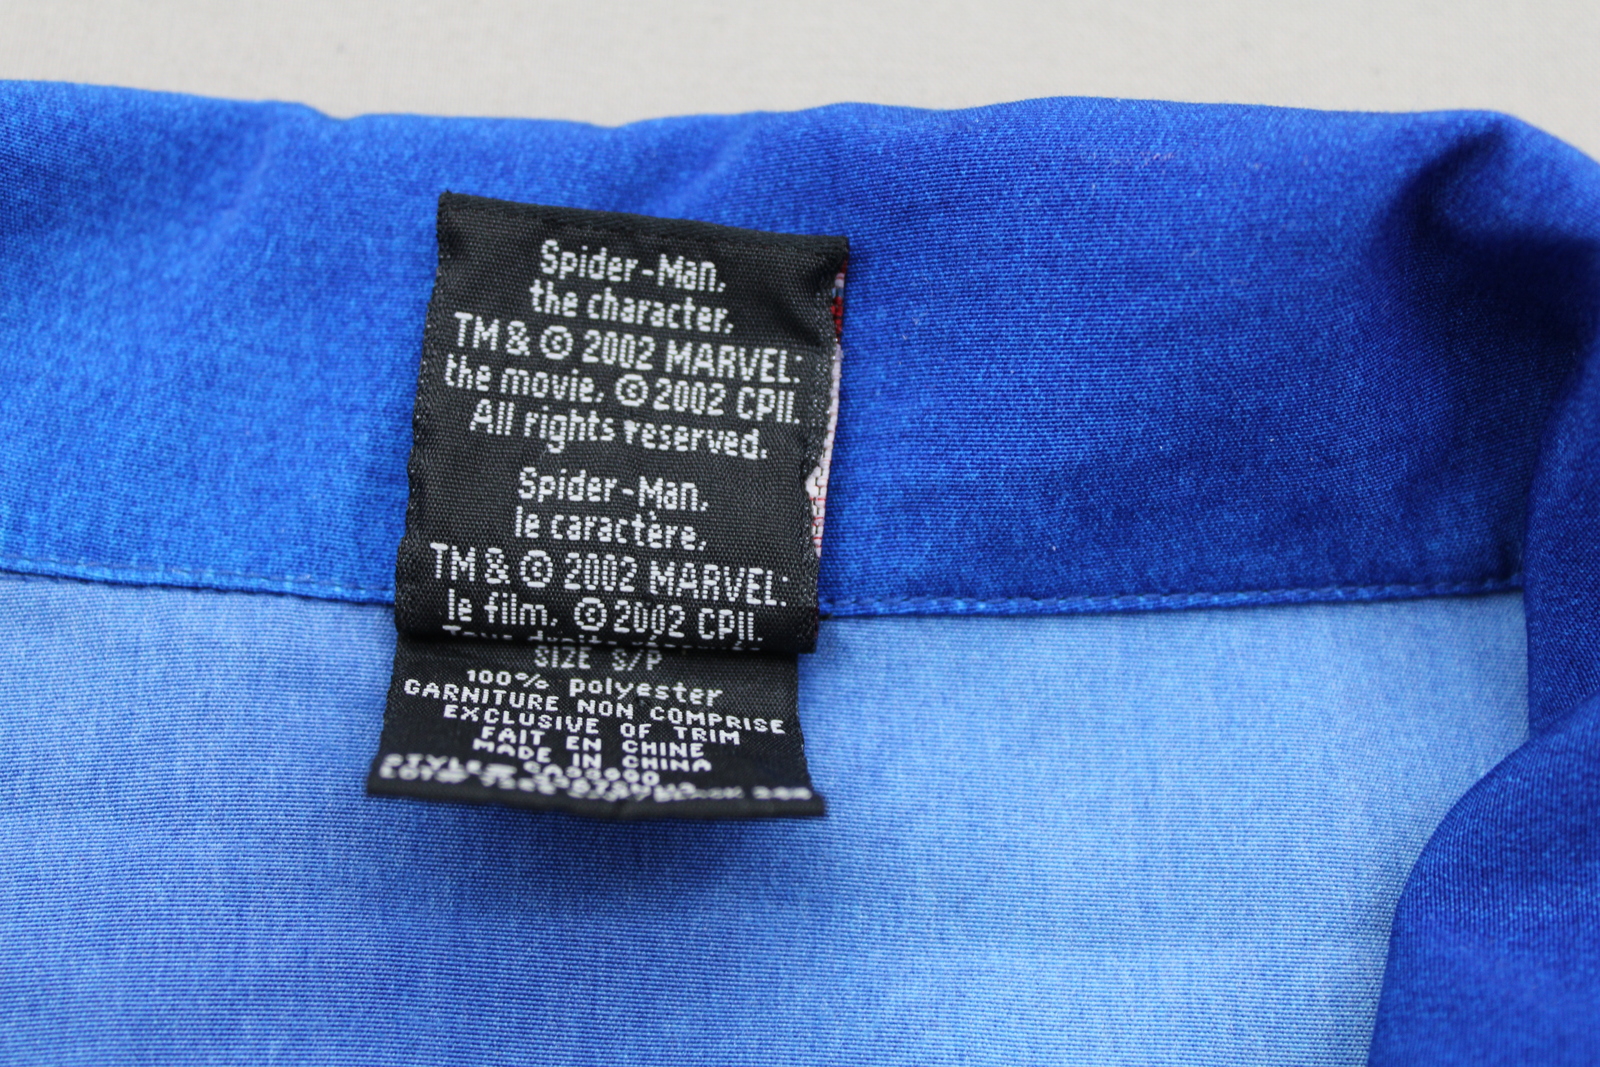 Spider-Man,
the character,
TM & © 2002 MARVEL:
the movie, © 2002 CPII.
All rights reserved.
Spider-Man,
le caractère,
TM & © 2002 MARVEL:
le film, © 2002 CPII.
Tous droits
SIZE S/P
100% polyester
GARNITURE NON COMPRISE
EXCLUSIVE OF TRIM
FAIT EN CHINE
MADE IN CHINA